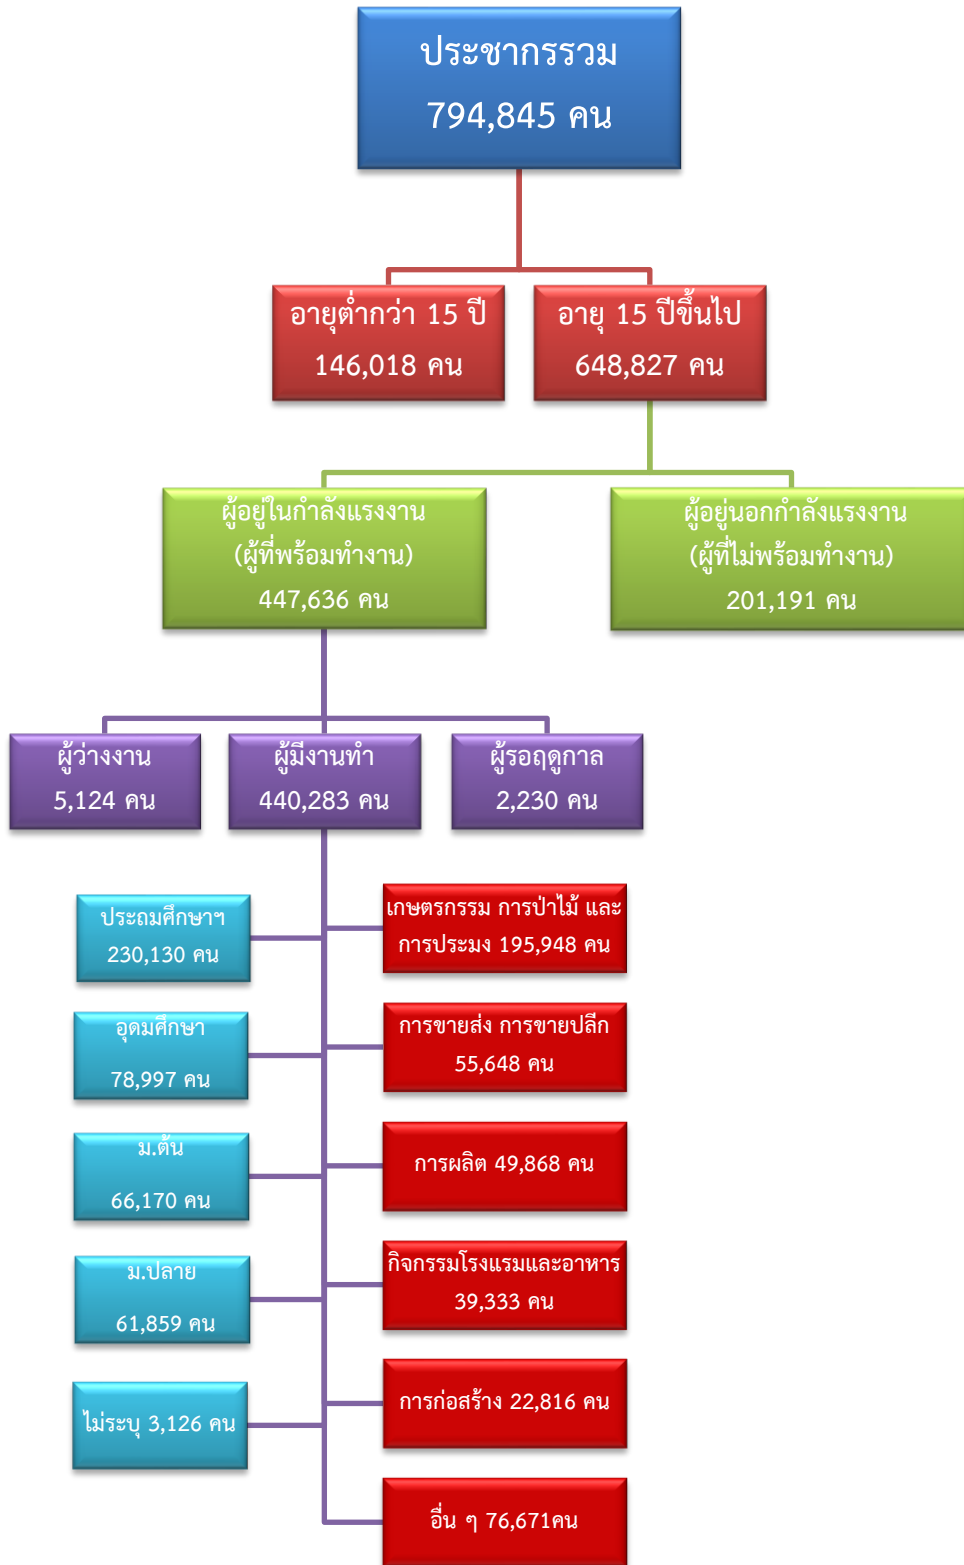 ประชากรรวม
794,845 คน
อายุต่ำกว่า 15 ปี
146,018 คน
อายุ 15 ปีขึ้นไป
648,827 คน
ผู้อยู่ในกำลังแรงงาน
(ผู้ที่พร้อมทำงาน)
447,636 คน
ผู้อยู่นอกกำลังแรงงาน
(ผู้ที่ไม่พร้อมทำงาน)
201,191 คน
ผู้ว่างงาน
5,124 คน
ผู้มีงานทำ
440,283 คน
ผู้รอฤดูกาล
2,230 คน
ประถมศึกษาฯ
230,130 คน
อุดมศึกษา
78,997 คน
ม.ต้น
66,170 คน
ม.ปลาย
61,859 คน
ไม่ระบุ 3,126 คน
เกษตรกรรม การป่าไม้ และ
การประมง 195,948 คน
การขายส่ง การขายปลีก
55,648 คน
การผลิต 49,868 คน
กิจกรรมโรงแรมและอาหาร
39,333 คน
การก่อสร้าง 22,816 คน
อื่น ๆ 76,671คน